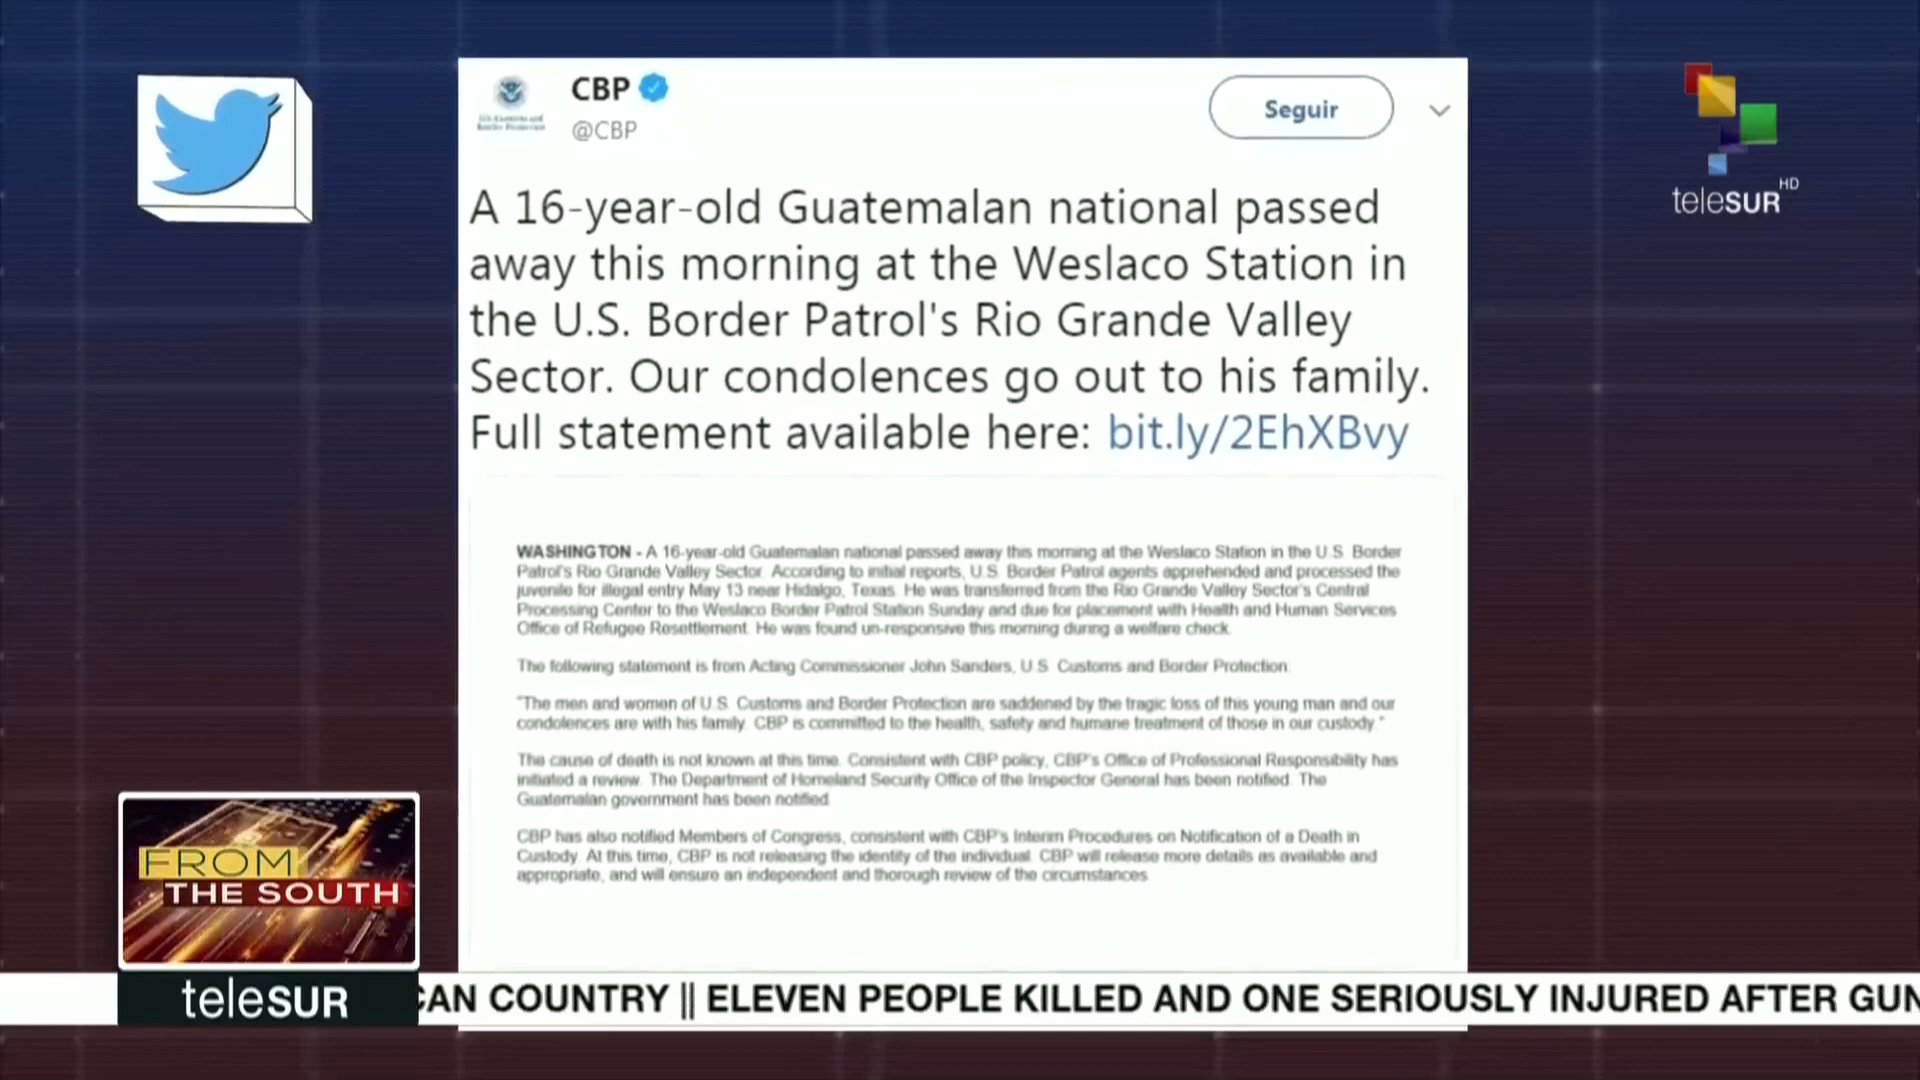 CBP
@CBP
Seguir
HD
teleSUR
A 16-year-old Guatemalan national passed
away this morning at the Weslaco Station in
the U.S. Border Patrol's Rio Grande Valley
Sector. Our condolences go out to his family.
Full statement available here: bit.ly/2EhXBvy
WASHINGTON - A 16-year-old Guatemalan national passed away this morning at the Weslaco Station in the U.S. Border
Patrol's Rio Grande Valley Sector. According to initial reports, U.S. Border Patrol agents apprehended and processed the
juvenile for illegal entry May 13 near Hidalgo, Texas. He was transferred from the Rio Grande Valley Sector's Central
Processing Center to the Weslaco Border Patrol Station Sunday and due for placement with Health and Human Services
Office of Refugee Resettlement. He was found un-responsive this morning during a welfare check.
The following statement is from Acting Commissioner John Sanders, U.S. Customs and Border Protection:
"The men and women of U.S. Customs and Border Protection are saddened by the tragic loss of this young man and our
condolences are with his family. CBP is committed to the health, safety and humane treatment of those in our custody."
The cause of death is not known at this time. Consistent with CBP policy, CBP's Office of Professional Responsibility has
initiated a review. The Department of Homeland Security Office of the Inspector General has been notified. The
Guatemalan government has been notified.
CBP has also notified Members of Congress, consistent with CBP's Interim Procedures on Notification of a Death in
Custody. At this time, CBP is not releasing the identity of the individual. CBP will release more details as available and
appropriate, and will ensure an independent and thorough review of the circumstances.
FROM
THE SOUTH
teleSUR
CAN COUNTRY || ELEVEN PEOPLE KILLED AND ONE SERIOUSLY INJURED AFTER GUN